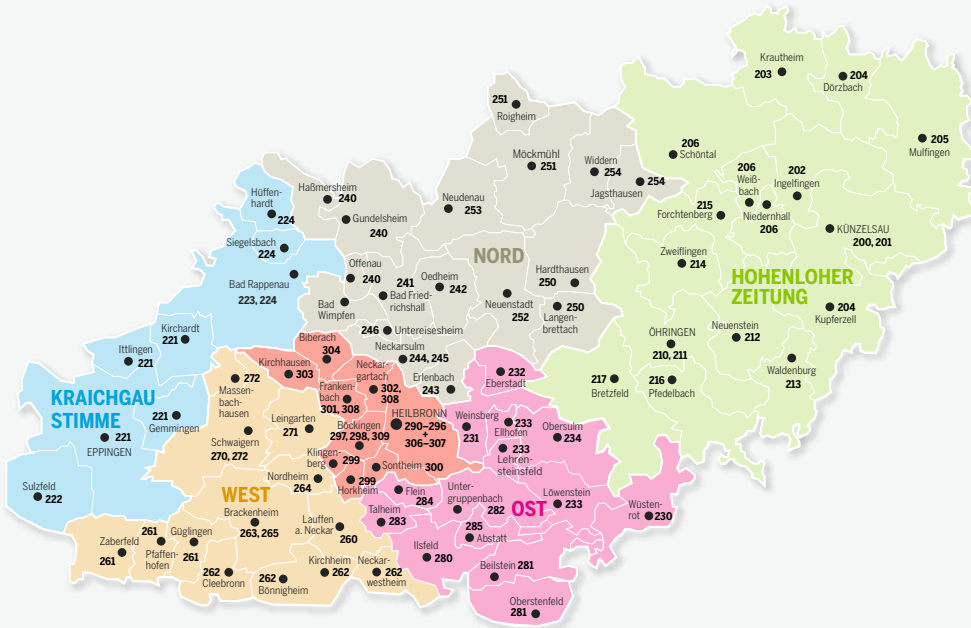 Krautheim
203
204
Dörzbach
205
Mulfingen
251
Roigheim
206
Schöntal
Möckmühl
251
Widdern
254
254
Jagsthausen
206
Weiß-
bach
202
Ingelfingen
215
Forchtenberg
Niedernhall
206
KÜNZELSAU
200, 201
Zweiflingen
214
HOHENLOHER
ZEITUNG
204
Kupferzell
Neuenstein
212
ÖHRINGEN
210, 211
Waldenburg
213
217
Bretzfeld
216
Pfedelbach
Hüffen-
hardt
224
Haßmersheim
240
Gundelsheim
240
Neudenau
253
Siegelsbach
224
NORD
Bad Rappenau
223, 224
Offenau
240
241
Bad Fried-
richshall
Oedheim
242
Hardthausen
250
Neuenstadt
252
250
Langen-
brettach
Bad
Wimpfen
246
Untereisesheim
Neckarsulm
244, 245
Erlenbach
243
Kirchardt
221
Ittlingen
221
KRAICHGAU
STIMME
221
Gemmingen
221
EPPINGEN
Sulzfeld
222
Biberach
304
Kirchhausen
303
Neckar-
gartach
302,
308
Franken-
bach
301, 308
HEILBRONN
290–296
+
306–307
Böckingen
297, 298, 309
Klingen-
berg
299
Sontheim
300
299
Horkheim
272
Massen-
bach-
hausen
Leingarten
271
Schwaigern
270, 272
Nordheim
264
WEST
Brackenheim
263, 265
Lauffen
a. Neckar
260
Zaberfeld
261
261
Pfaffen-
hofen
Güglingen
261
262
Cleebronn
262
Bönnigheim
Kirchheim
262
Neckar-
westheim
262
232
Eberstadt
Weinsberg
231
233
Ellhofen
233
Lehren-
steinsfeld
Obersulm
234
Flein
284
Unter-
gruppenbach
282
OST
Löwenstein
233
Wüsten-
rot
230
Talheim
283
285
Abstatt
Ilsfeld
280
Beilstein
281
Oberstenfeld
281